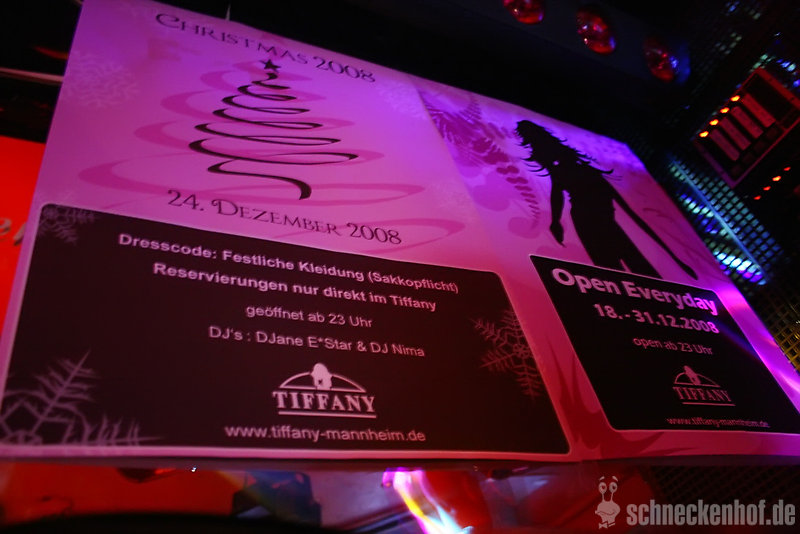 Christmas 2008
24. Dezember 2008
Dresscode: Festliche Kleidung (Sakkopflicht)
Reservierungen nur direkt im Tiffany
geöffnet ab 23 Uhr
DJ's : DJane E*Star & DJ Nima
TIFFANY
www.tiffany-mannheim.de
Open Everyday
18. - 31.12.2008
open ab 23 Uhr
TIFFANY
www.tiffany-mannheim.de
schneckenhof.de